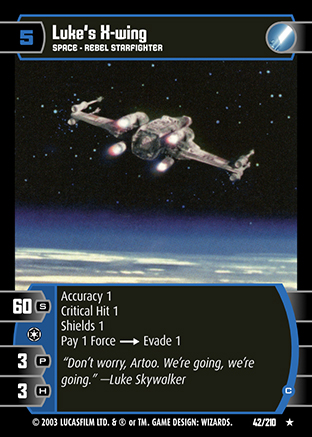 5
Luke's X-wing
SPACE - REBEL STARFIGHTER
60 S
Accuracy 1
Critical Hit 1
Shields 1
Pay 1 Force → Evade 1
3 P
3 H
"Don't worry, Artoo. We're going, we're
going." —Luke Skywalker
C
© 2003 LUCASFILM LTD. & ® or TM. GAME DESIGN: WIZARDS. 42/210 ★